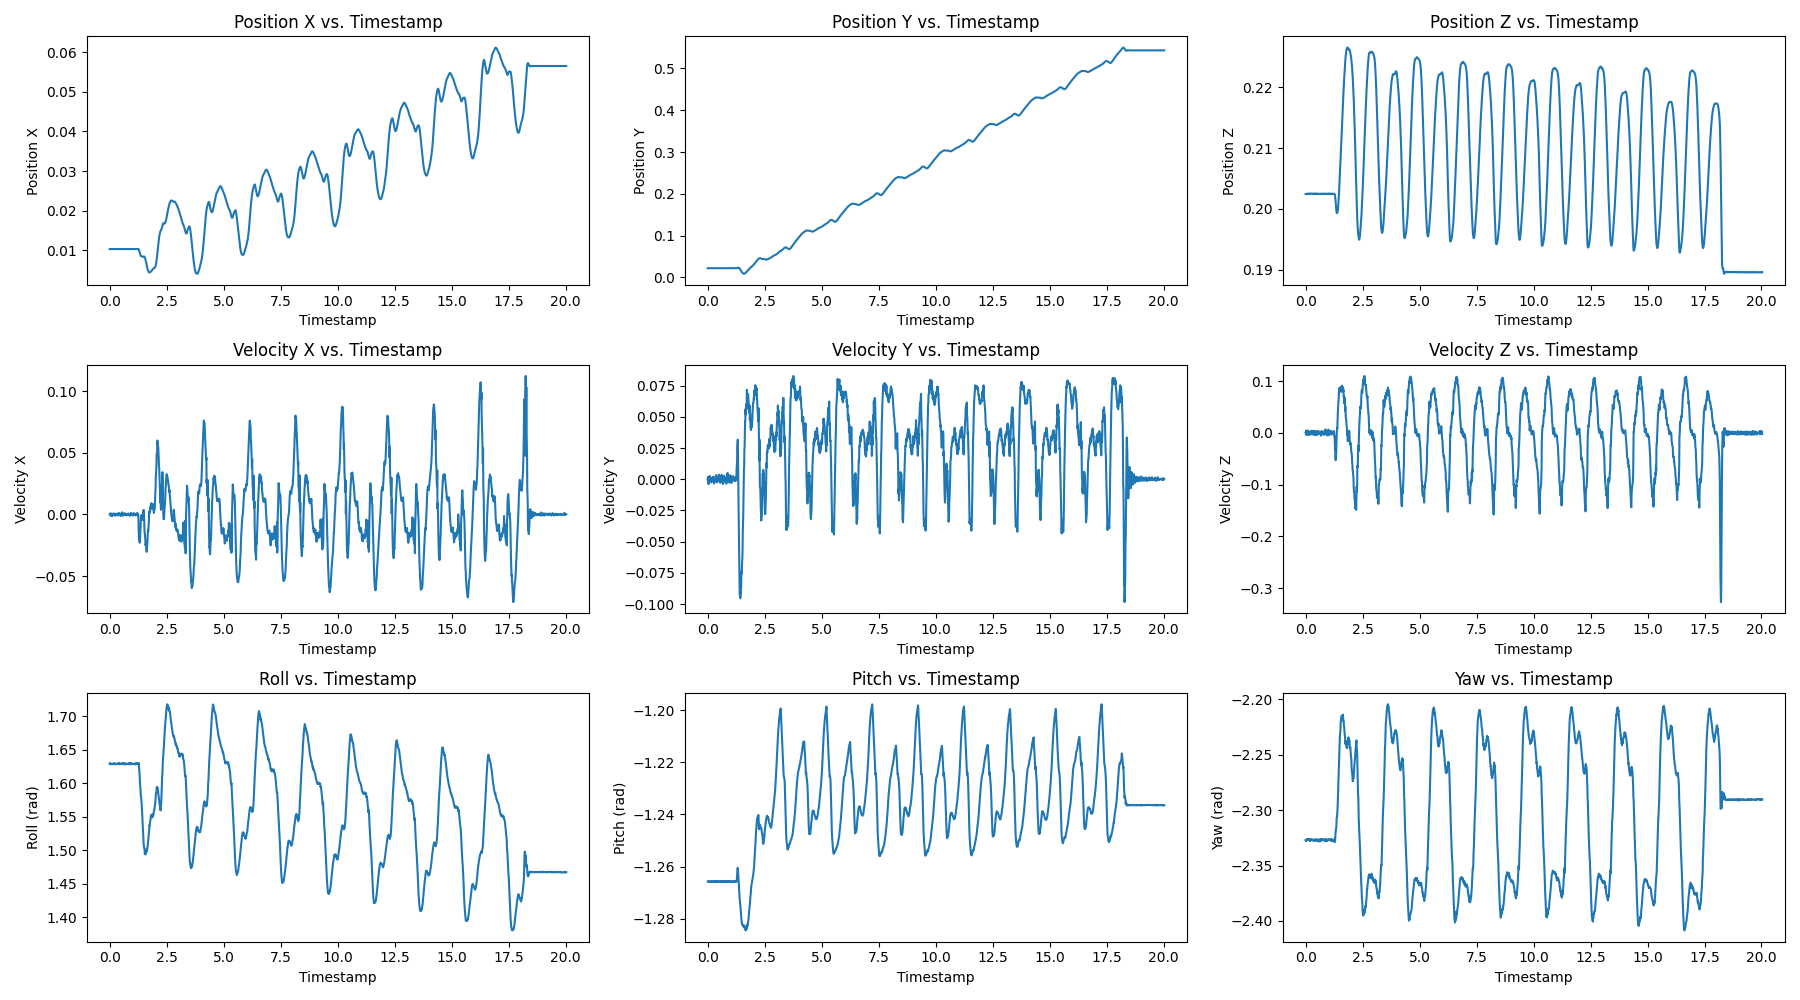 Position X vs. Timestamp
Position X
0.06
0.05
0.04
0.03
0.02
0.01
0.0 2.5 5.0 7.5 10.0 12.5 15.0 17.5 20.0
Timestamp
Position Y vs. Timestamp
Position Y
0.5
0.4
0.3
0.2
0.1
0.0
0.0 2.5 5.0 7.5 10.0 12.5 15.0 17.5 20.0
Timestamp
Position Z vs. Timestamp
Position Z
0.22
0.21
0.20
0.19
0.0 2.5 5.0 7.5 10.0 12.5 15.0 17.5 20.0
Timestamp
Velocity X vs. Timestamp
Velocity X
0.10
0.05
0.00
−0.05
0.0 2.5 5.0 7.5 10.0 12.5 15.0 17.5 20.0
Timestamp
Velocity Y vs. Timestamp
Velocity Y
0.075
0.050
0.025
0.000
−0.025
−0.050
−0.075
−0.100
0.0 2.5 5.0 7.5 10.0 12.5 15.0 17.5 20.0
Timestamp
Velocity Z vs. Timestamp
Velocity Z
0.1
0.0
−0.1
−0.2
−0.3
0.0 2.5 5.0 7.5 10.0 12.5 15.0 17.5 20.0
Timestamp
Roll vs. Timestamp
Roll (rad)
1.70
1.65
1.60
1.55
1.50
1.45
1.40
0.0 2.5 5.0 7.5 10.0 12.5 15.0 17.5 20.0
Timestamp
Pitch vs. Timestamp
Pitch (rad)
−1.20
−1.22
−1.24
−1.26
−1.28
0.0 2.5 5.0 7.5 10.0 12.5 15.0 17.5 20.0
Timestamp
Yaw vs. Timestamp
Yaw (rad)
−2.20
−2.25
−2.30
−2.35
−2.40
0.0 2.5 5.0 7.5 10.0 12.5 15.0 17.5 20.0
Timestamp